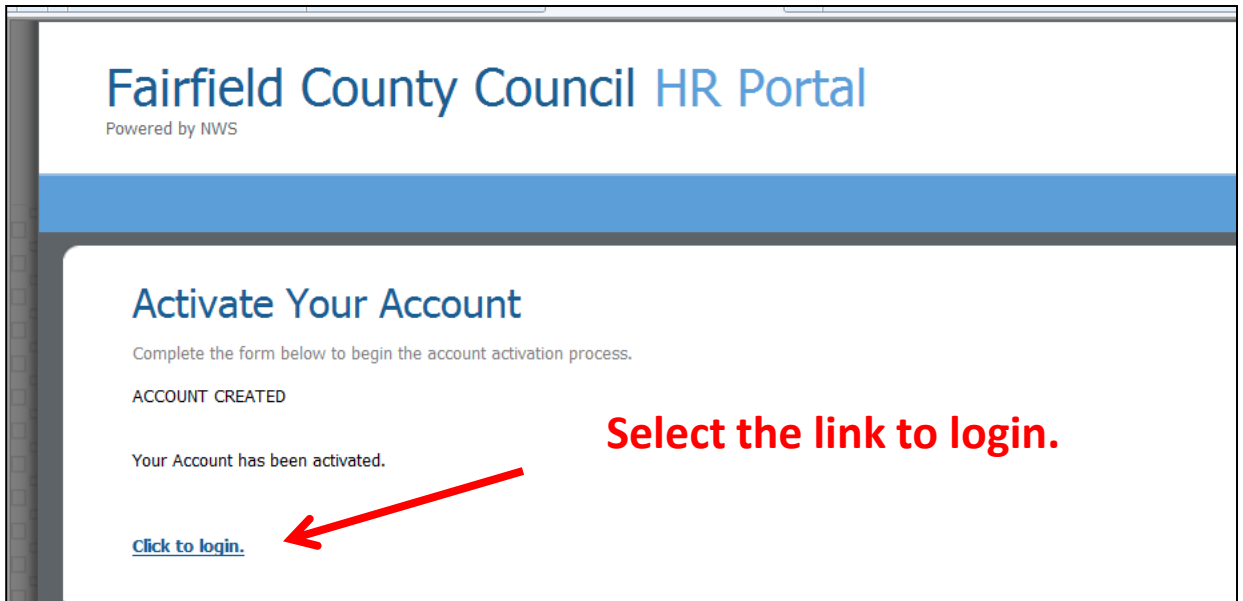 Fairfield County Council HR Portal
Powered by NWS
Activate Your Account
Complete the form below to begin the account activation process.
ACCOUNT CREATED
Select the link to login.
Your Account has been activated.
Click to login.